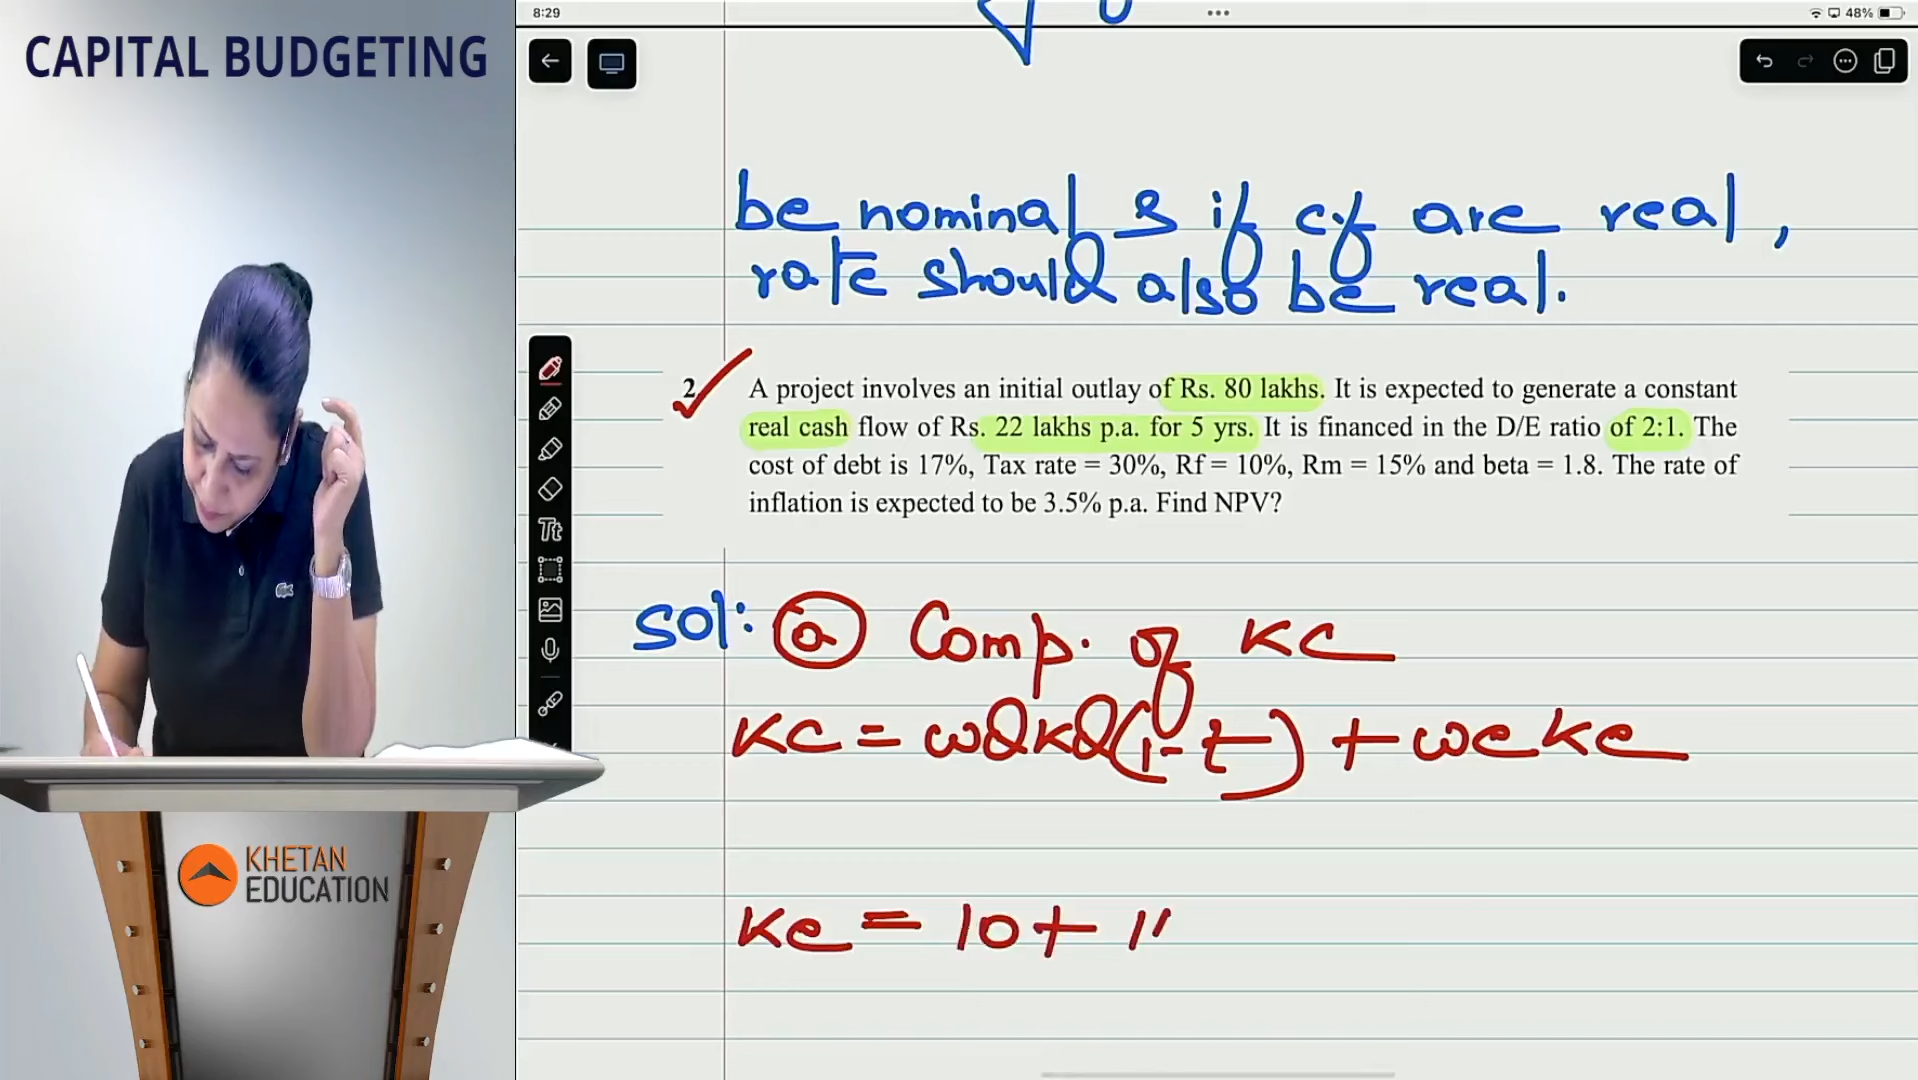 CAPITAL BUDGETING
8:29
48%
be nominal & if cf are real,
rate should also be real.
2. A project involves an initial outlay of Rs. 80 lakhs. It is expected to generate a constant
real cash flow of Rs. 22 lakhs p.a. for 5 yrs. It is financed in the D/E ratio of 2:1. The
cost of debt is 17%, Tax rate = 30%, Rf = 10%, Rm = 15% and beta = 1.8. The rate of
inflation is expected to be 3.5% p.a. Find NPV?
Tt
Sol: (a) Comp. of KC
KC = wdkd(1-t) + weke
Ke = 10 +
KHETAN
EDUCATION